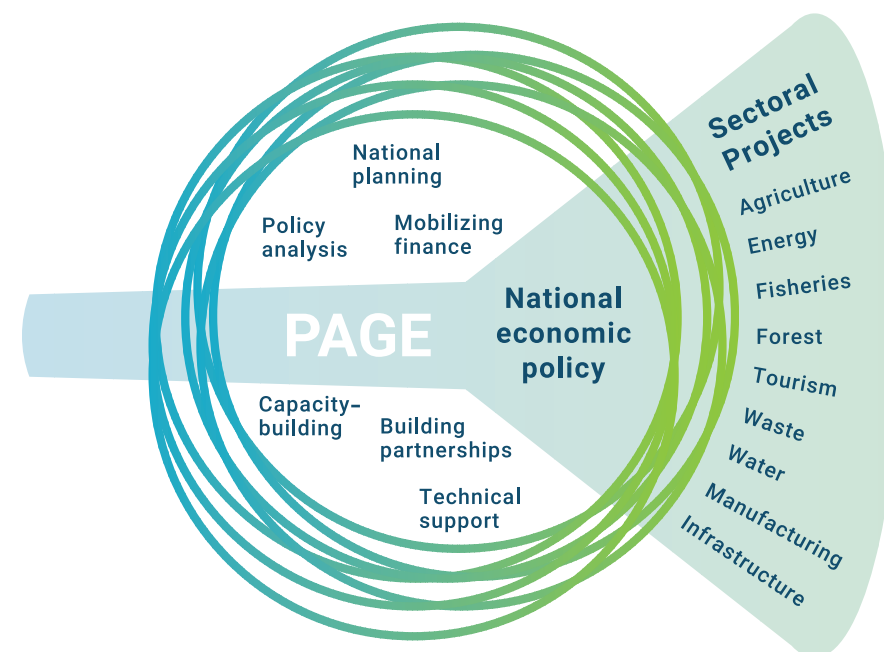 National
planning
Policy
analysis
Mobilizing
finance
PAGE
National
economic
policy
Capacity-
building
Building
partnerships
Technical
support
Sectoral
Projects
Agriculture
Energy
Fisheries
Forest
Tourism
Waste
Water
Manufacturing
Infrastructure